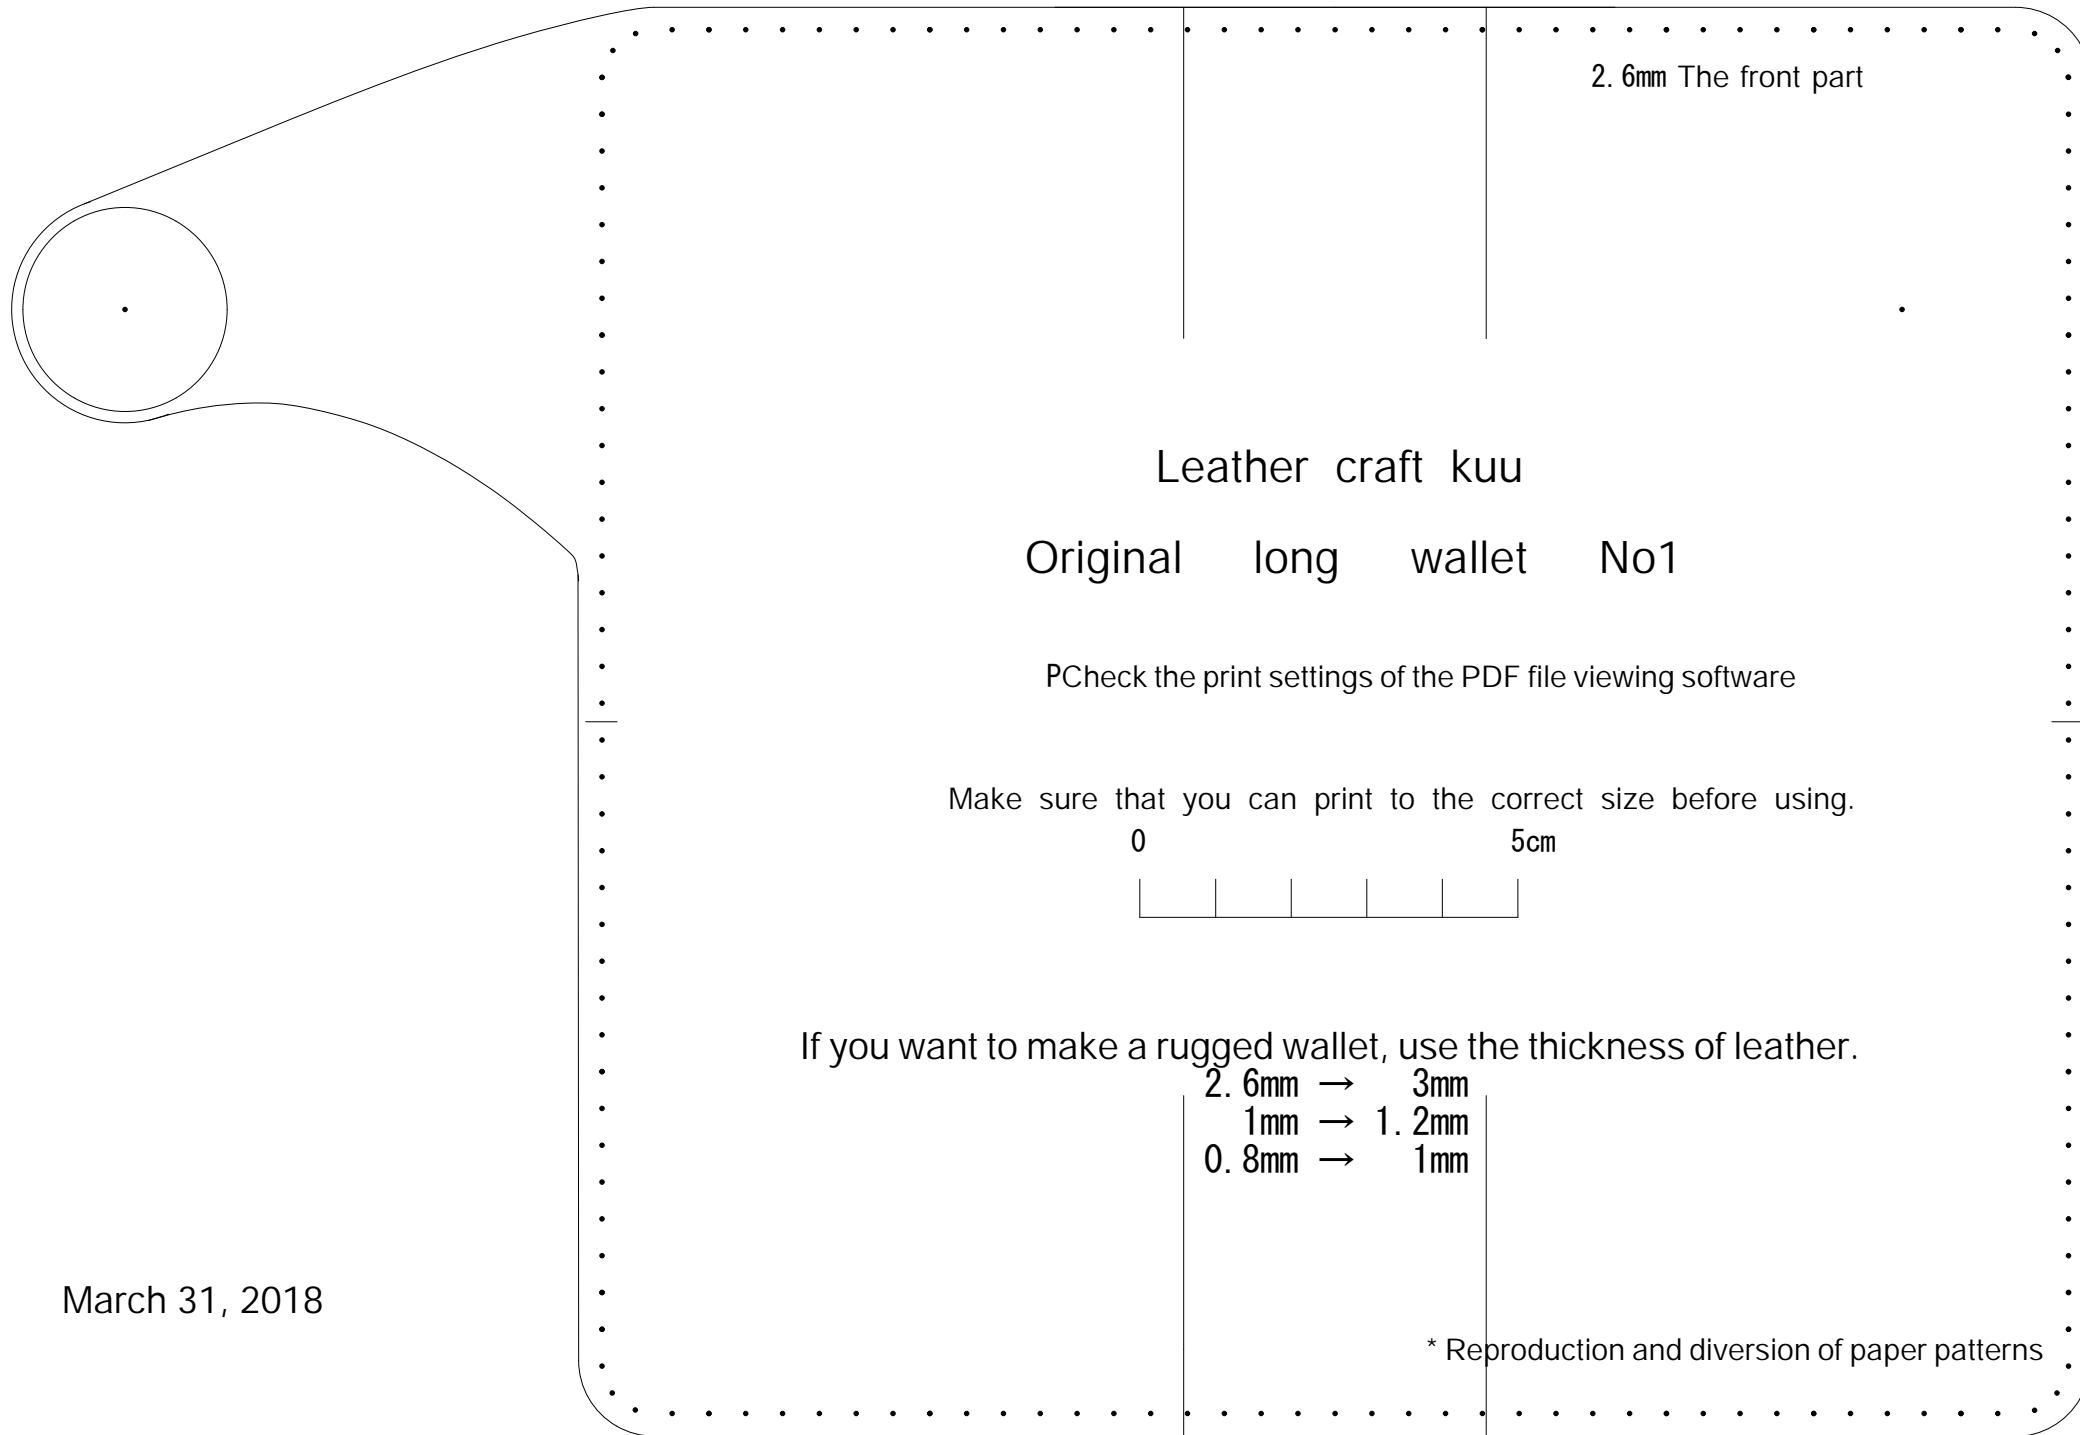 2.6mm The front part
Leather craft kuu
Original long wallet No1
PCheck the print settings of the PDF file viewing software
Make sure that you can print to the correct size before using.
0 5cm
If you want to make a rugged wallet, use the thickness of leather.
2.6mm → 3mm
1mm → 1.2mm
0.8mm → 1mm
March 31, 2018
* Reproduction and diversion of paper patterns